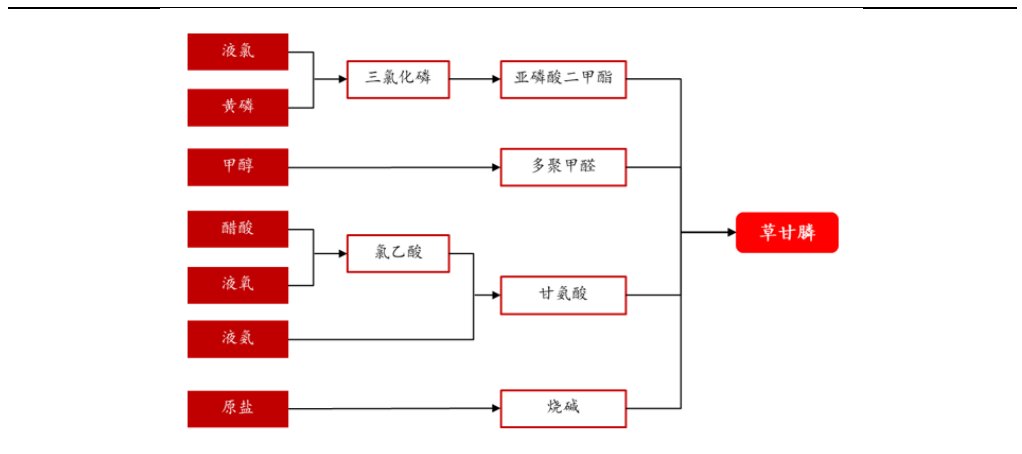 液氯
黄磷
三氯化磷
亚磷酸二甲酯
甲醇
多聚甲醛
醋酸
液氧
氯乙酸
液氨
甘氨酸
原盐
烧碱
草甘膦